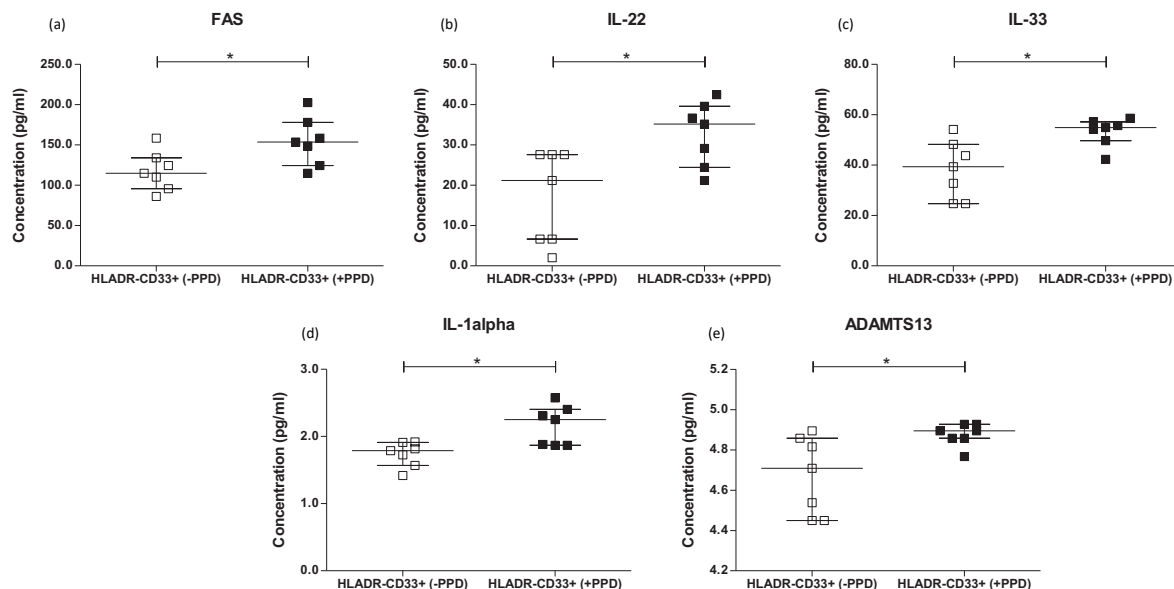 (a)
FAS
Concentration (pg/ml)
250.0
200.0
150.0
100.0
50.0
0.0
*
HLADR-CD33+ (-PPD)
HLADR-CD33+ (+PPD)
(b)
IL-22
Concentration (pg/ml)
50.0
40.0
30.0
20.0
10.0
0.0
*
HLADR-CD33+ (-PPD)
HLADR-CD33+ (+PPD)
(c)
IL-33
Concentration (pg/ml)
80.0
60.0
40.0
20.0
0.0
*
HLADR-CD33+ (-PPD)
HLADR-CD33+ (+PPD)
(d)
IL-1alpha
Concentration (pg/ml)
3.0
2.0
1.0
0.0
*
HLADR-CD33+ (-PPD)
HLADR-CD33+ (+PPD)
(e)
ADAMTS13
Concentration (pg/ml)
5.2
5.0
4.8
4.6
4.4
4.2
*
HLADR-CD33+ (-PPD)
HLADR-CD33+ (+PPD)